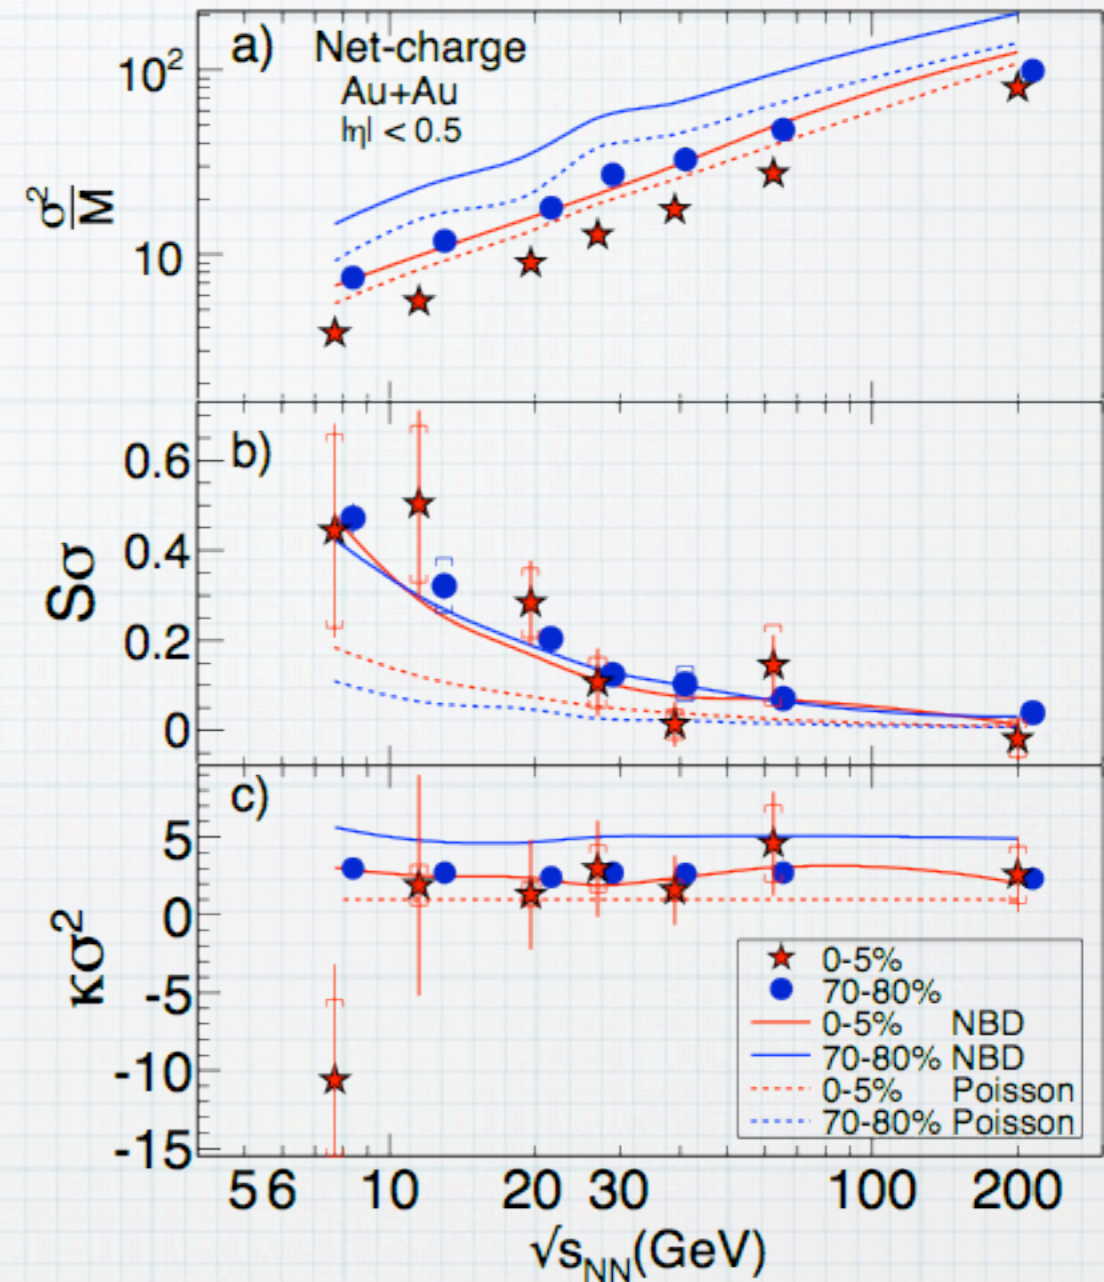 a) Net-charge
Au+Au
|η| < 0.5
10²
10
σ²
M
b)
0.6
0.4
0.2
0
Sσ
c)
5
0
-5
-10
-15
κσ²
0-5%
70-80%
0-5% NBD
70-80% NBD
0-5% Poisson
70-80% Poisson
5 6 10 20 30 100 200
√sNN(GeV)